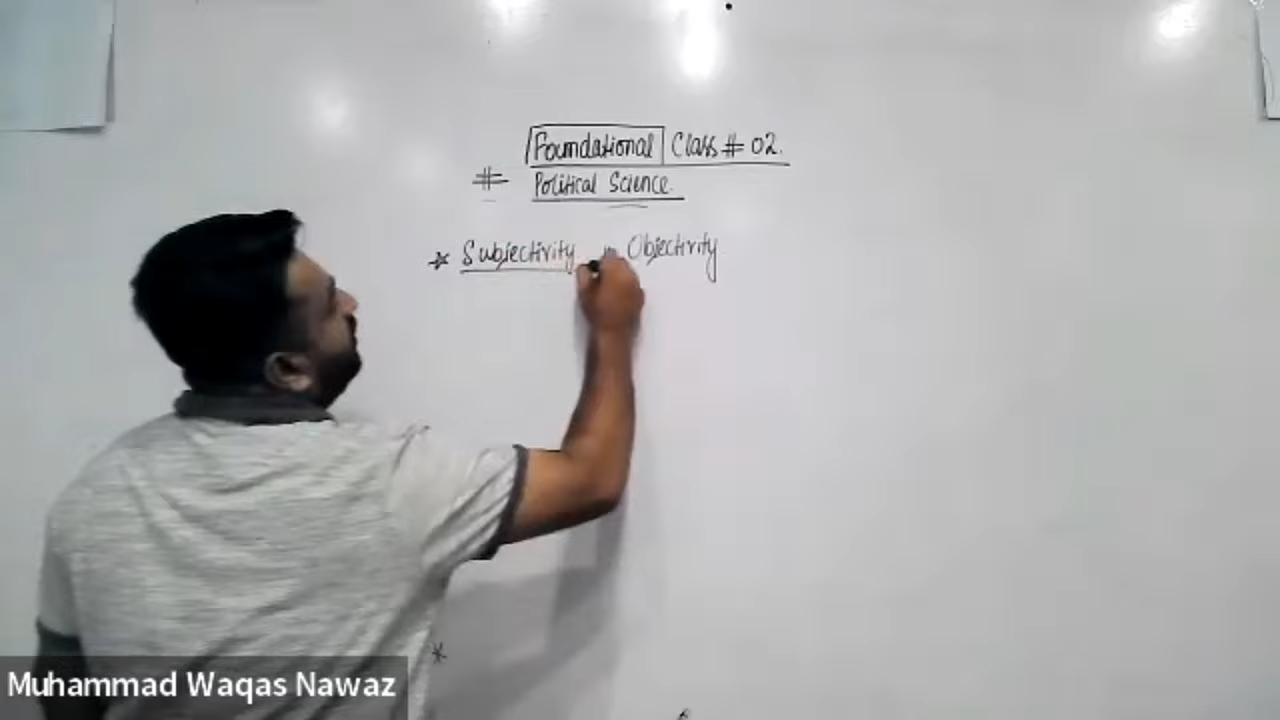 Foundational Class # 02.
# Political Science.
* Subjectivity Objectivity
*
Muhammad Waqas Nawaz